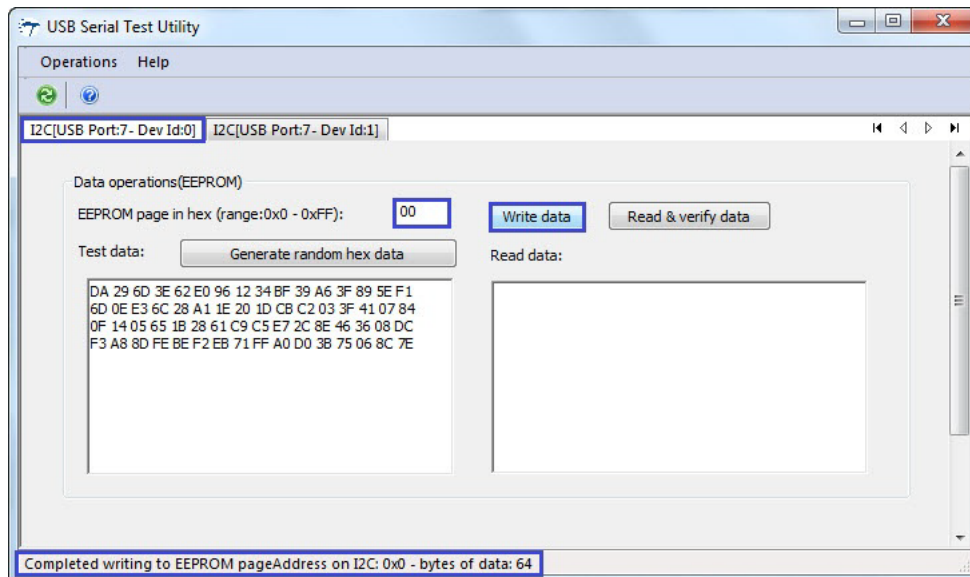 USB Serial Test Utility
Operations Help
I2C[USB Port:7- Dev Id:0] I2C[USB Port:7- Dev Id:1]
Data operations(EEPROM)
EEPROM page in hex (range:0x0 - 0xFF): 00 Write data Read & verify data
Test data: Generate random hex data Read data:
DA 29 6D 3E 62 E0 96 12 34 BF 39 A6 3F 89 5E F1
6D 0E E3 6C 28 A1 1E 20 1D CB C2 03 3F 41 07 84
0F 14 05 65 1B 28 61 C9 C5 E7 2C 8E 46 36 08 DC
F3 A8 8D FE BE F2 EB 71 FF A0 D0 3B 75 06 8C 7E
Completed writing to EEPROM pageAddress on I2C: 0x0 - bytes of data: 64